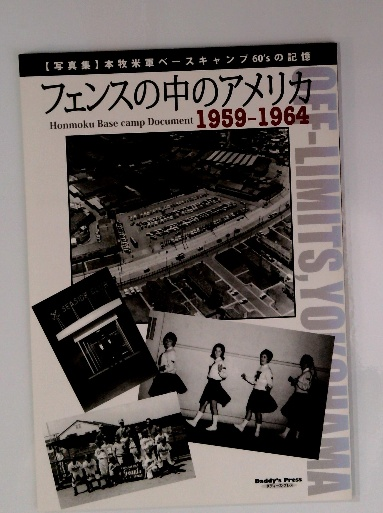 【写真集】本牧米軍ベースキャンプ60'sの記憶
フェンスの中のアメリカ
Honmoku Base camp Document 1959-1964
OFF-LIMITS, YOKOHAMA
Daddy's Press